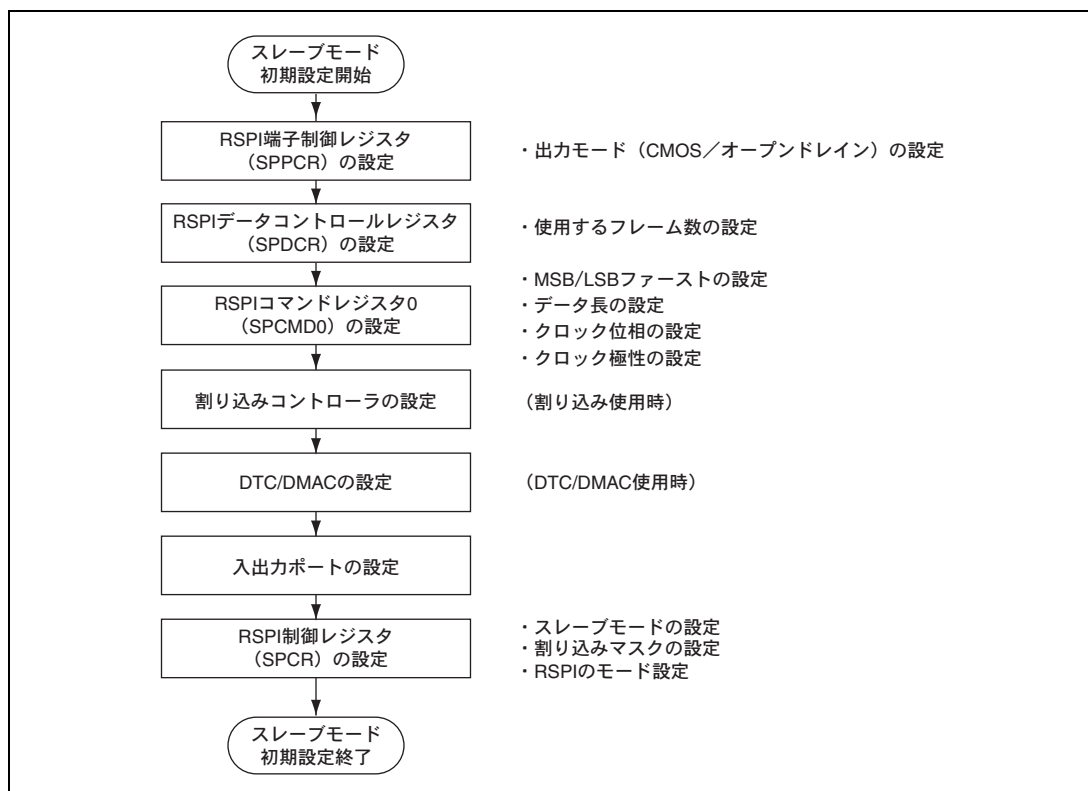 スレーブモード
初期設定開始
RSPI端子制御レジスタ
（SPPCR）の設定
・出力モード（CMOS／オープンドレイン）の設定
RSPIデータコントロールレジスタ
（SPDCR）の設定
・使用するフレーム数の設定
RSPIコマンドレジスタ0
（SPCMD0）の設定
・MSB/LSBファーストの設定
・データ長の設定
・クロック位相の設定
・クロック極性の設定
割り込みコントローラの設定
（割り込み使用時）
DTC/DMACの設定
（DTC/DMAC使用時）
入出力ポートの設定
RSPI制御レジスタ
（SPCR）の設定
・スレーブモードの設定
・割り込みマスクの設定
・RSPIのモード設定
スレーブモード
初期設定終了